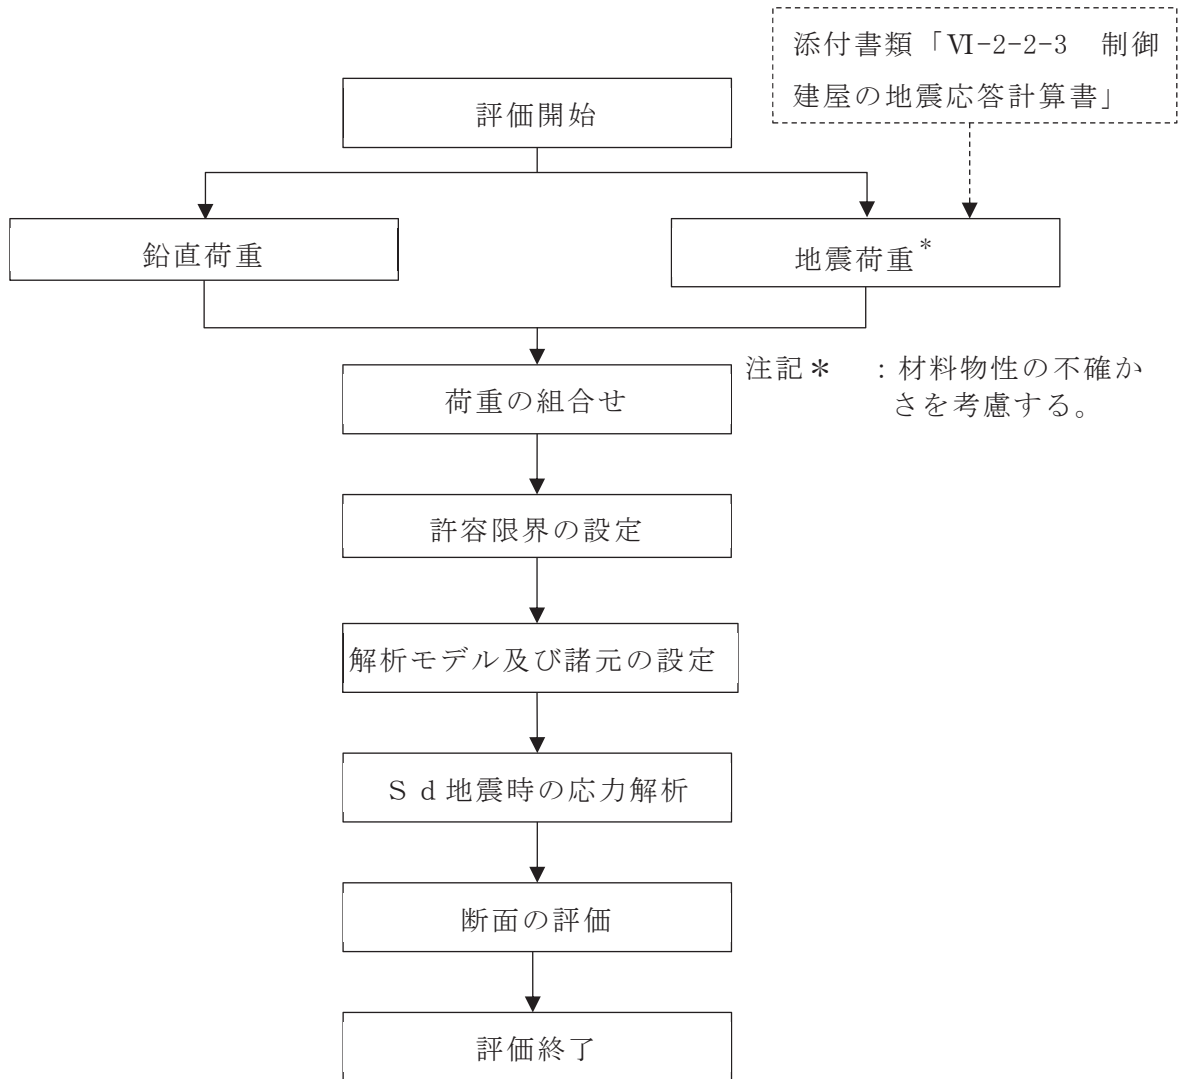 添付書類「Ⅵ-2-2-3　制御
建屋の地震応答計算書」
評価開始
鉛直荷重
地震荷重*
荷重の組合せ
注記＊　：材料物性の不確か
さを考慮する。
許容限界の設定
解析モデル及び諸元の設定
Ｓｄ地震時の応力解析
断面の評価
評価終了